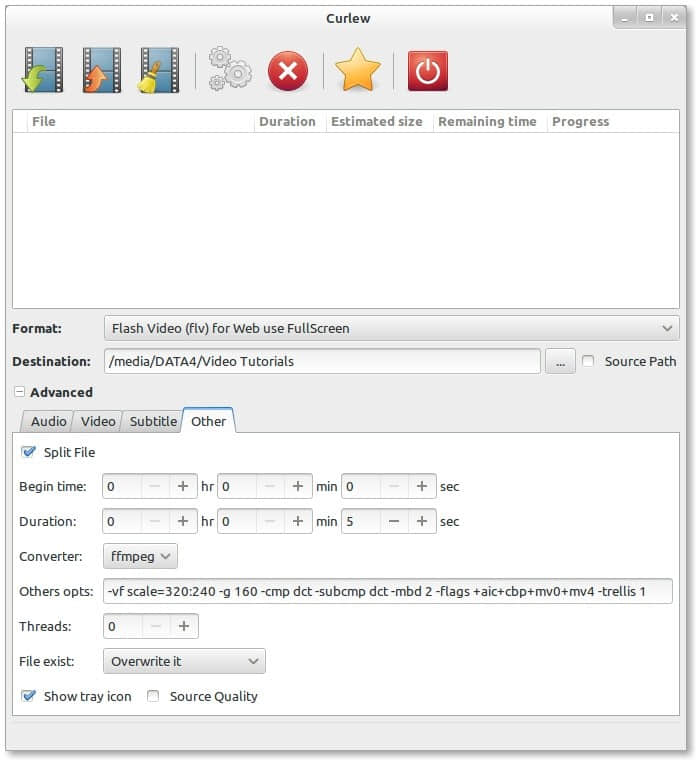 Curlew
File Duration Estimated size Remaining time Progress
Format: Flash Video (flv) for Web use FullScreen
Destination: /media/DATA4/Video Tutorials ... Source Path
Advanced
Audio Video Subtitle Other
Split File
Begin time: 0 hr 0 min 0 sec
Duration: 0 hr 0 min 5 sec
Converter: ffmpeg
Others opts: -vf scale=320:240 -g 160 -cmp dct -subcmp dct -mbd 2 -flags +aic+cbp+mv0+mv4 -trellis 1
Threads: 0
File exist: Overwrite it
Show tray icon Source Quality